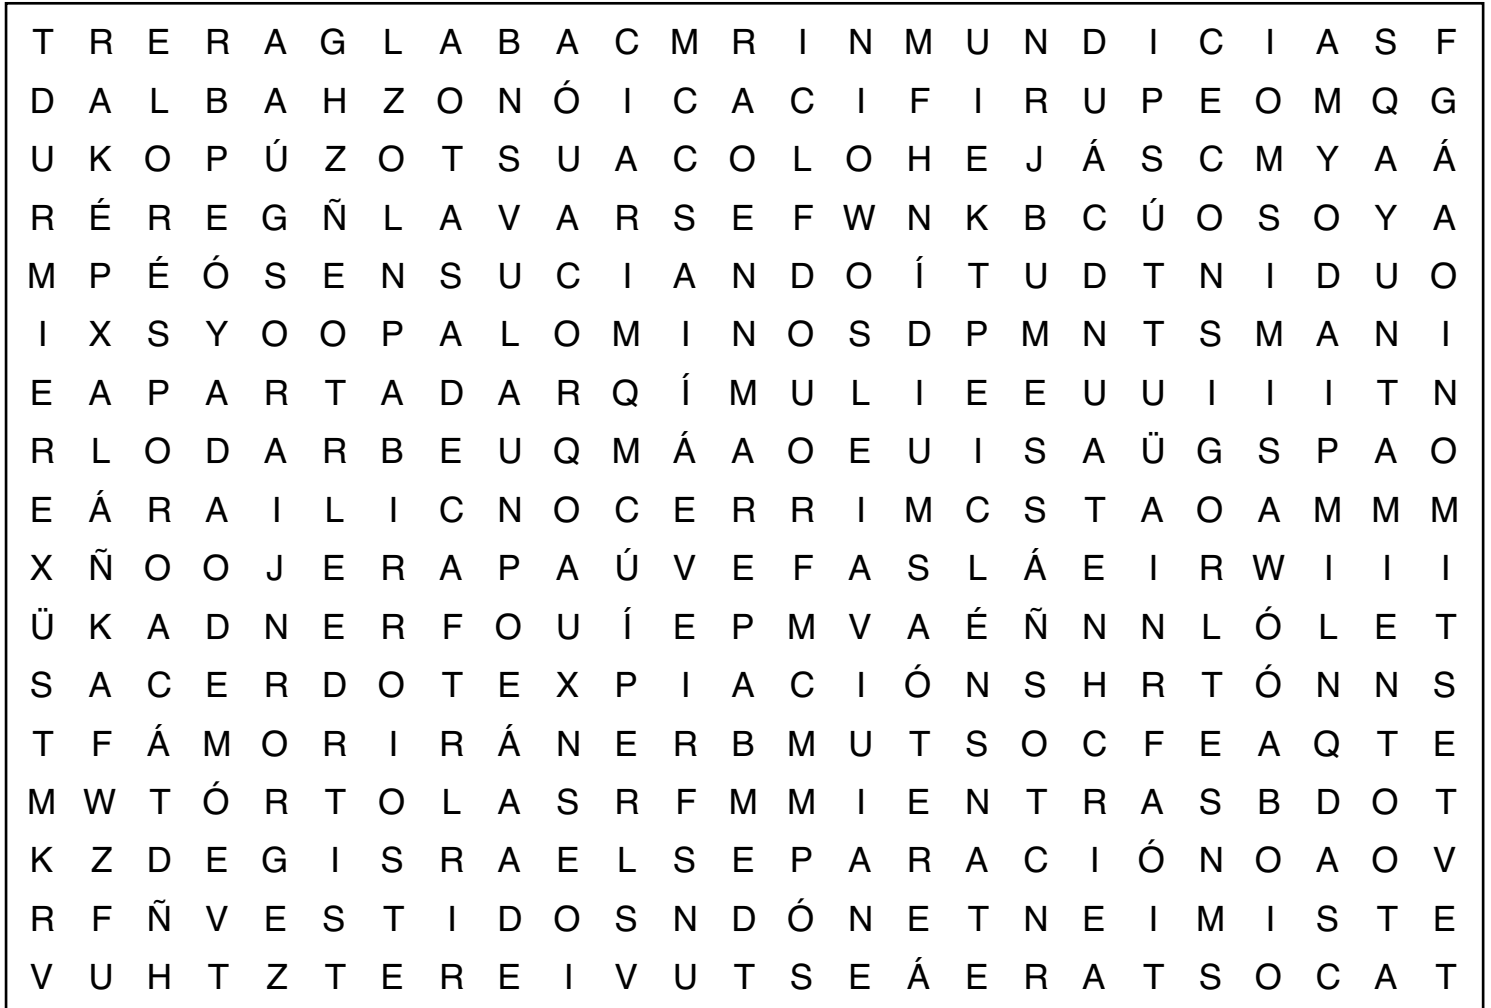 T R E R A G L A B A C M R I N M U N D I C I A S F
D A L B A H Z O N Ó I C A C I F I R U P E O M Q G
U K O P Ú Z O T S U A C O L O H E J Á S C M Y A Á
R É R E G Ñ L A V A R S E F W N K B C Ú O S O Y A
M P É Ó S E N S U C I A N D O Í T U D T N I D U O
I X S Y O O P A L O M I N O S D P M N T S M A N I
E A P A R T A D A R Q Í M U L I E E U U I I I T N
R L O D A R B E U Q M Á A O E U I S A Ü G S P A O
E Á R A I L I C N O C E R R I M C S T A O A M M M
X Ñ O O J E R A P A Ú V E F A S L Á E I R W I I I
Ü K A D N E R F O U Í E P M V A É Ñ N N L Ó L E T
S A C E R D O T E X P I A C I Ó N S H R T Ó N N S
T F Á M O R I R Á N E R B M U T S O C F E A Q T E
M W T Ó R T O L A S R F M M I E N T R A S B D O T
K Z D E G I S R A E L S E P A R A C I Ó N O A O V
R F Ñ V E S T I D O S N D Ó N E T N E I M I S T E
V U H T Z T E R E I V U T S E Á E R A T S O C A T